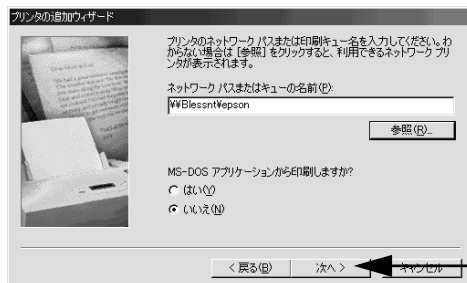 プリンタの追加ウィザード
プリンタのネットワーク パスまたは印刷キュー名を入力してください。わ
からない場合は [参照] をクリックすると、利用できるネットワーク プリ
ンタが表示されます。
ネットワーク パスまたはキューの名前(P):
¥¥Blessnt¥epson
参照(R)...
MS-DOS アプリケーションから印刷しますか?
はい(Y)
いいえ(N)
< 戻る(B)
次へ >
キャンセル